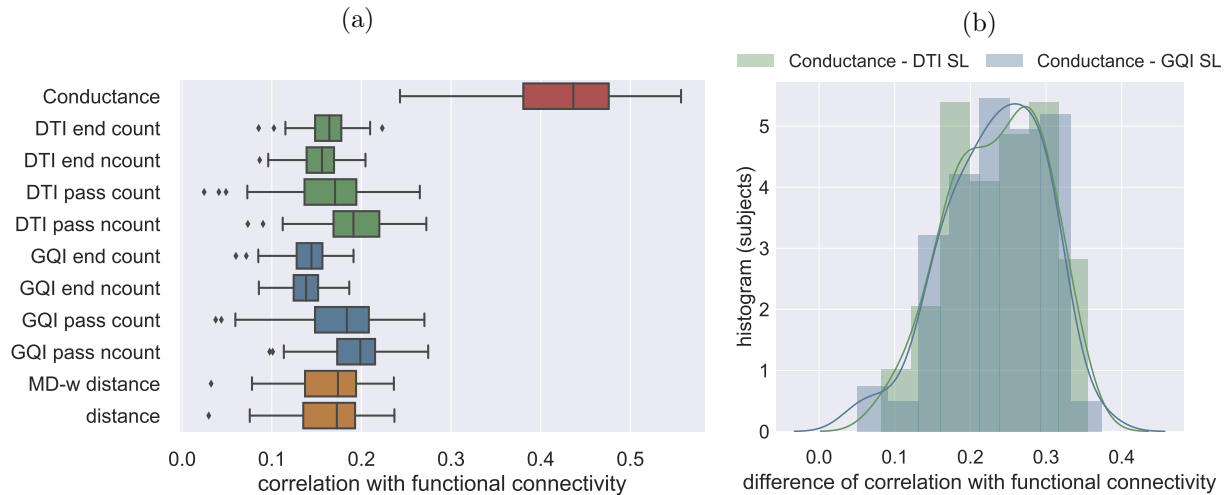 (a)
Conductance
DTI end count
DTI end ncount
DTI pass count
DTI pass ncount
GQI end count
GQI end ncount
GQI pass count
GQI pass ncount
MD-w distance
distance
0.0 0.1 0.2 0.3 0.4 0.5
correlation with functional connectivity
(b)
Conductance - DTI SL Conductance - GQI SL
histogram (subjects)
5
4
3
2
1
0
0.0 0.1 0.2 0.3 0.4
difference of correlation with functional connectivity